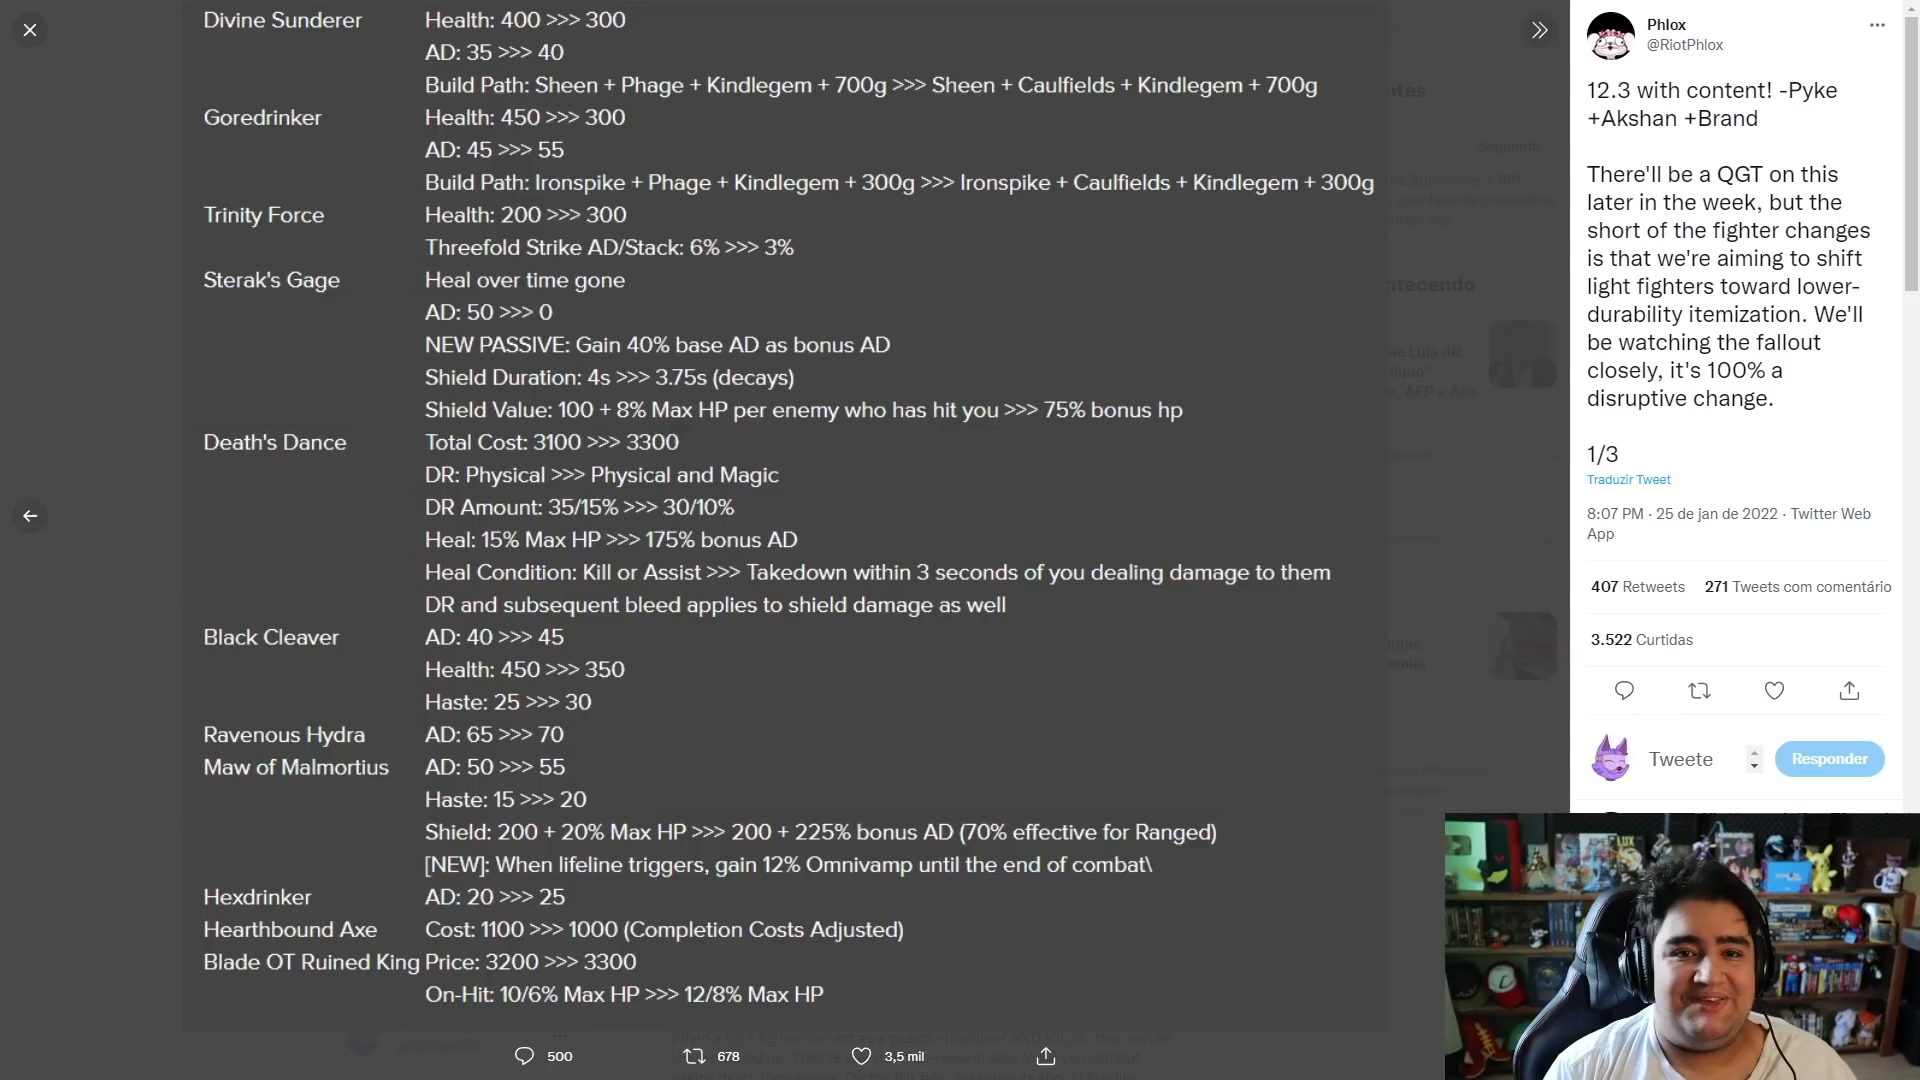 Divine Sunderer Health: 400 >>> 300
AD: 35 >>> 40
Build Path: Sheen + Phage + Kindlegem + 700g >>> Sheen + Caulfields + Kindlegem + 700g
Goredrinker Health: 450 >>> 300
AD: 45 >>> 55
Build Path: Ironspike + Phage + Kindlegem + 300g >>> Ironspike + Caulfields + Kindlegem + 300g
Trinity Force Health: 200 >>> 300
Threefold Strike AD/Stack: 6% >>> 3%
Sterak's Gage Heal over time gone
AD: 50 >>> 0
NEW PASSIVE: Gain 40% base AD as bonus AD
Shield Duration: 4s >>> 3.75s (decays)
Shield Value: 100 + 8% Max HP per enemy who has hit you >>> 75% bonus hp
Death's Dance Total Cost: 3100 >>> 3300
DR: Physical >>> Physical and Magic
DR Amount: 35/15% >>> 30/10%
Heal: 15% Max HP >>> 175% bonus AD
Heal Condition: Kill or Assist >>> Takedown within 3 seconds of you dealing damage to them
DR and subsequent bleed applies to shield damage as well
Black Cleaver AD: 40 >>> 45
Health: 450 >>> 350
Haste: 25 >>> 30
Ravenous Hydra AD: 65 >>> 70
Maw of Malmortius AD: 50 >>> 55
Haste: 15 >>> 20
Shield: 200 + 20% Max HP >>> 200 + 225% bonus AD (70% effective for Ranged)
[NEW]: When lifeline triggers, gain 12% Omnivamp until the end of combat\
Hexdrinker AD: 20 >>> 25
Hearthbound Axe Cost: 1100 >>> 1000 (Completion Costs Adjusted)
Blade OT Ruined King Price: 3200 >>> 3300
On-Hit: 10/6% Max HP >>> 12/8% Max HP
500 678 3,5 mil
ntes
Seguindo
ntecendo
Phlox
@RiotPhlox
12.3 with content! -Pyke
+Akshan +Brand
There'll be a QGT on this
later in the week, but the
short of the fighter changes
is that we're aiming to shift
light fighters toward lower-
durability itemization. We'll
be watching the fallout
closely, it's 100% a
disruptive change.
1/3
Traduzir Tweet
8:07 PM · 25 de jan de 2022 · Twitter Web
App
407 Retweets 271 Tweets com comentário
3.522 Curtidas
Tweete Responder